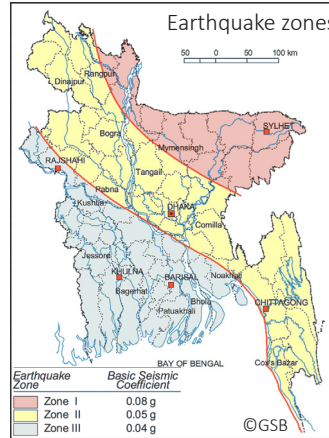 Earthquake zones
50 0 50 100 km
Rangpur
Dinajpur
SYLHET
Bogra
Mymensingh
RAJSHAHI
Tangail
Pabna
DHAKA
Kushtia
Comilla
Jessore
Noakhali
KHULNA
BARISAL
Bagerhat
Bhola
CHITTAGONG
Patuakhali
Cox's Bazar
BAY OF BENGAL
Earthquake Zone Basic Seismic Coefficient
Zone I 0.08 g
Zone II 0.05 g
Zone III 0.04 g
©GSB